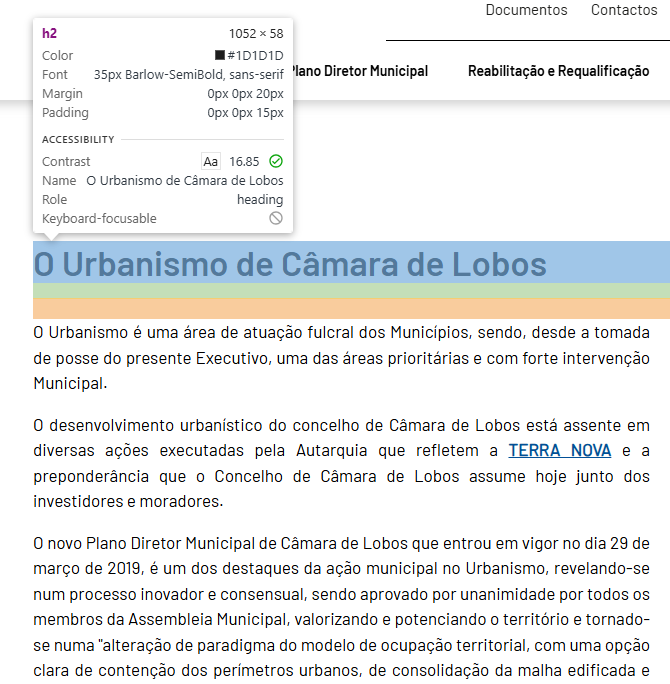 Documentos Contactos
h2 1052 × 58
Color #1D1D1D
Font 35px Barlow-SemiBold, sans-serif
Margin 0px 0px 20px
Padding 0px 0px 15px
ACCESSIBILITY
Contrast Aa 16.85
Name O Urbanismo de Câmara de Lobos
Role heading
Keyboard-focusable
Plano Diretor Municipal Reabilitação e Requalificação
O Urbanismo de Câmara de Lobos
O Urbanismo é uma área de atuação fulcral dos Municípios, sendo, desde a tomada
de posse do presente Executivo, uma das áreas prioritárias e com forte intervenção
Municipal.
O desenvolvimento urbanístico do concelho de Câmara de Lobos está assente em
diversas ações executadas pela Autarquia que refletem a TERRA NOVA e a
preponderância que o Concelho de Câmara de Lobos assume hoje junto dos
investidores e moradores.
O novo Plano Diretor Municipal de Câmara de Lobos que entrou em vigor no dia 29 de
março de 2019, é um dos destaques da ação municipal no Urbanismo, revelando-se
num processo inovador e consensual, sendo aprovado por unanimidade por todos os
membros da Assembleia Municipal, valorizando e potenciando o território e tornado-
se numa "alteração de paradigma do modelo de ocupação territorial, com uma opção
clara de contenção dos perímetros urbanos, de consolidação da malha edificada e